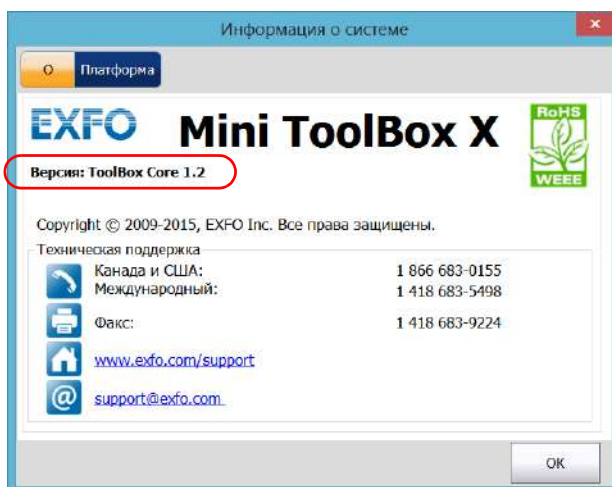 Информация о системе
О Платформа
EXFO Mini ToolBox X
RoHS
WEEE
Версия: ToolBox Core 1.2
Copyright © 2009-2015, EXFO Inc. Все права защищены.
Техническая поддержка
Канада и США: 1 866 683-0155
Международный: 1 418 683-5498
Факс: 1 418 683-9224
www.exfo.com/support
support@exfo.com
ОК